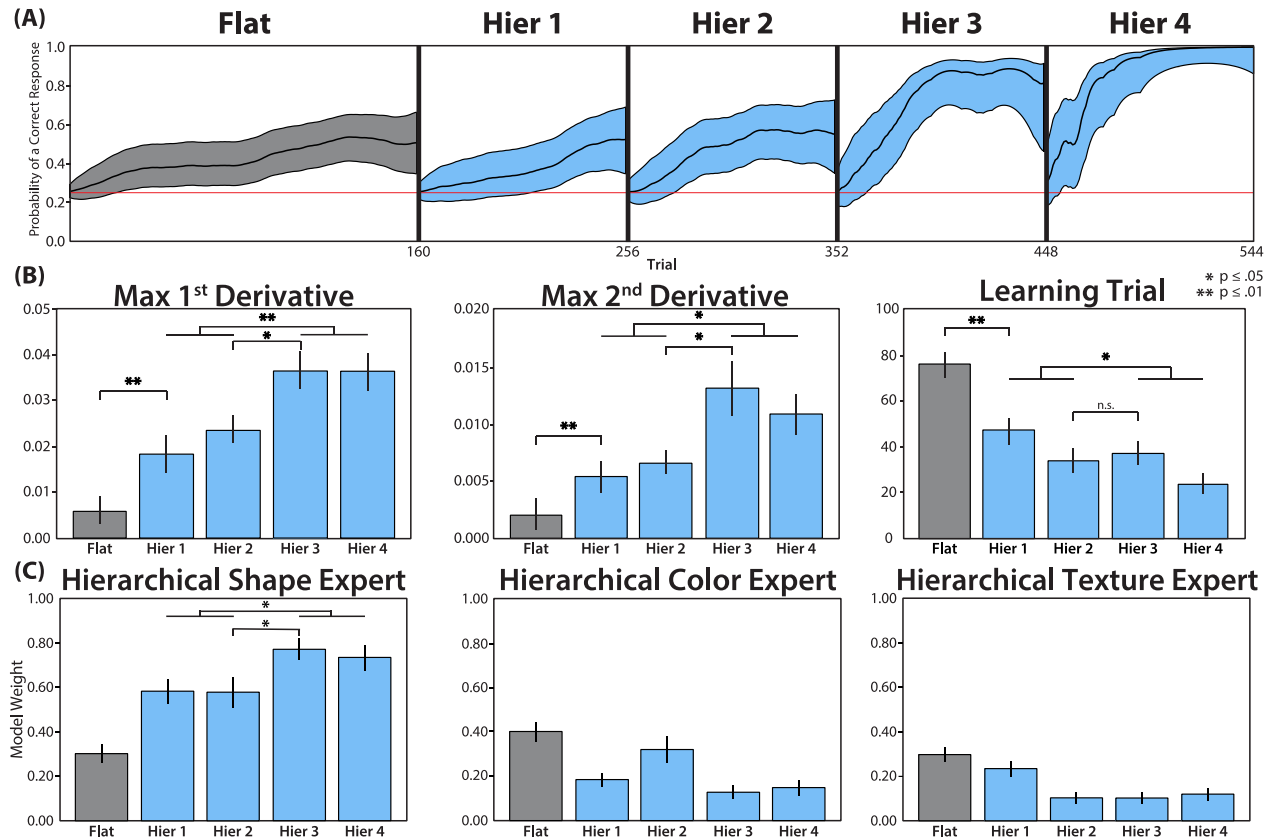 (A) Flat Hier 1 Hier 2 Hier 3 Hier 4
Probability of a Correct Response
1.0
0.8
0.6
0.4
0.2
0.0
160 256 352 448 544
Trial
* p ≤ .05
** p ≤ .01
(B)
Max 1st Derivative
0.05
0.04
0.03
0.02
0.01
0.00
** ** *
Flat Hier 1 Hier 2 Hier 3 Hier 4
Max 2nd Derivative
0.020
0.015
0.010
0.005
0.000
** * *
Flat Hier 1 Hier 2 Hier 3 Hier 4
Learning Trial
100
80
60
40
20
0
** * n.s.
Flat Hier 1 Hier 2 Hier 3 Hier 4
(C)
Hierarchical Shape Expert
Model Weight
1.00
0.80
0.60
0.40
0.20
0.00
* *
Flat Hier 1 Hier 2 Hier 3 Hier 4
Hierarchical Color Expert
1.00
0.80
0.60
0.40
0.20
0.00
Flat Hier 1 Hier 2 Hier 3 Hier 4
Hierarchical Texture Expert
1.00
0.80
0.60
0.40
0.20
0.00
Flat Hier 1 Hier 2 Hier 3 Hier 4